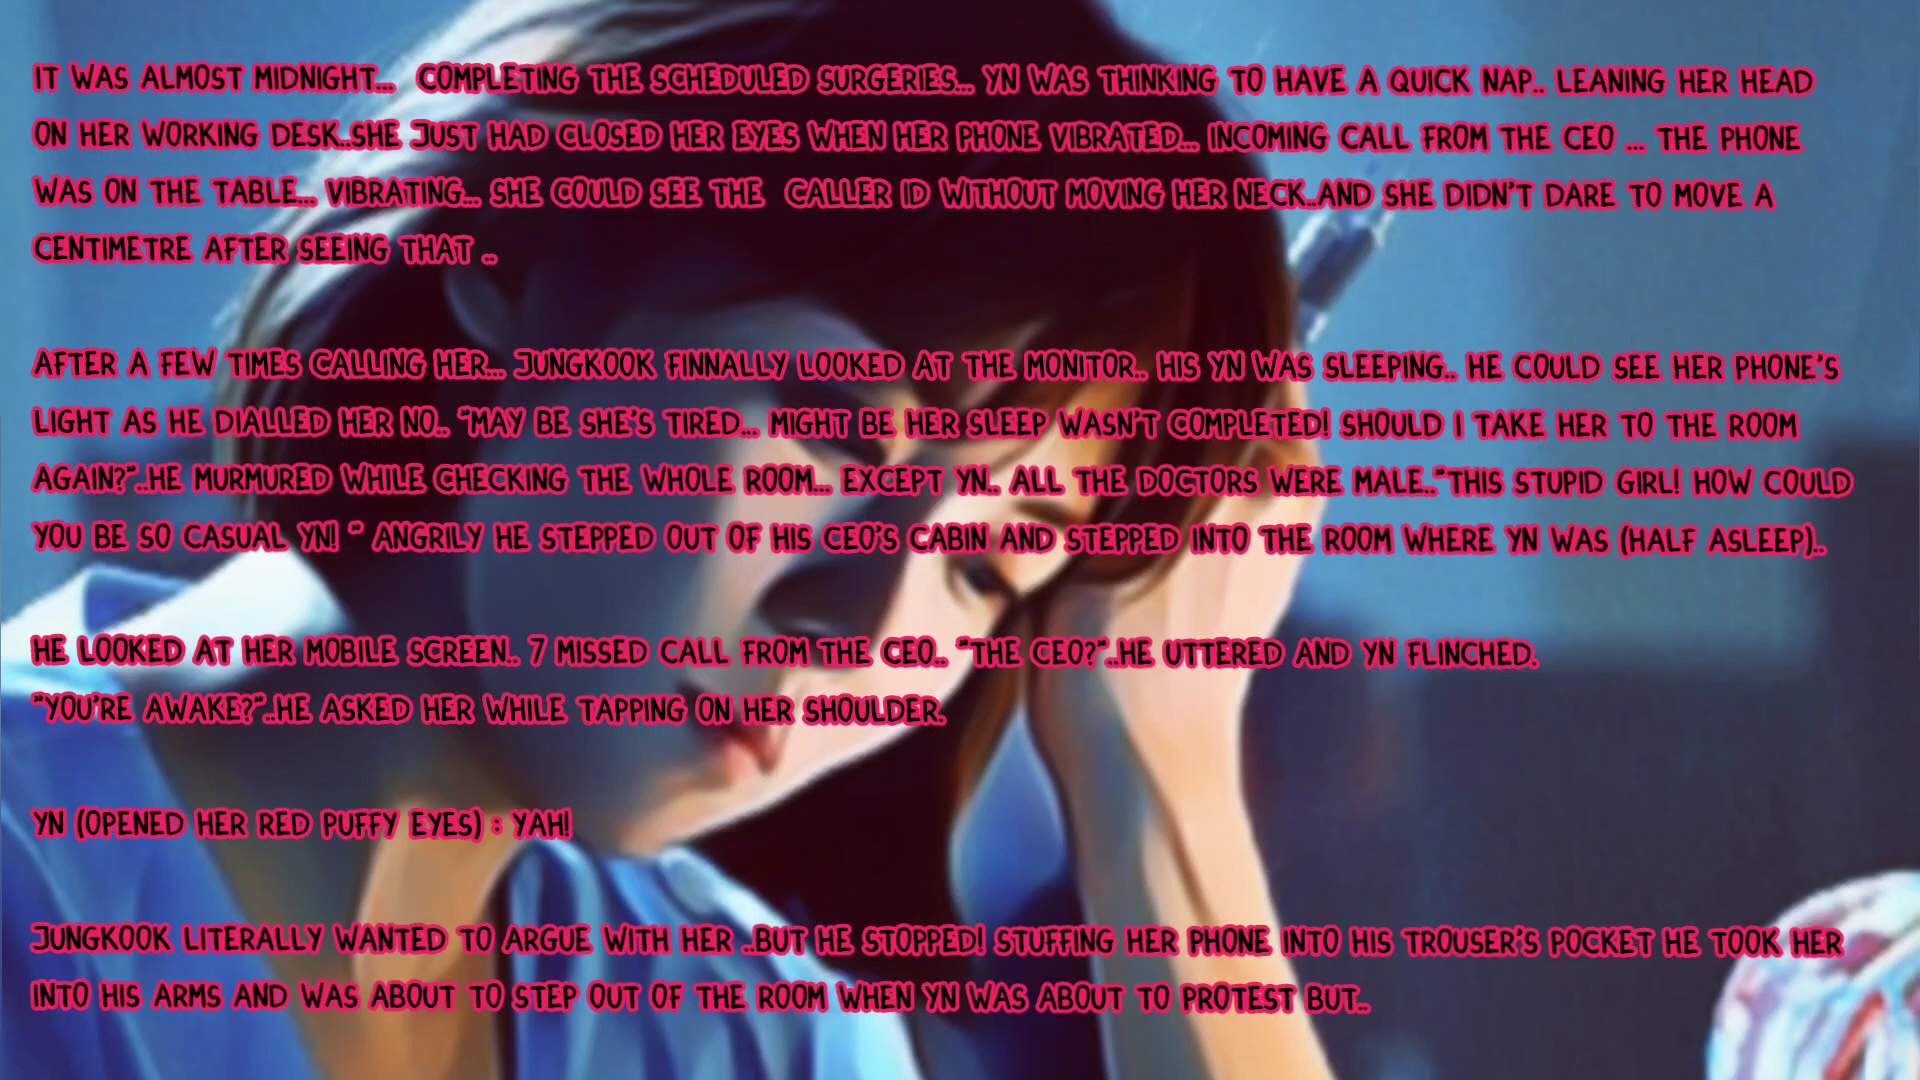 IT WAS ALMOST MIDNIGHT...  COMPLETING THE SCHEDULED SURGERIES... YN WAS THINKING TO HAVE A QUICK NAP.. LEANING HER HEAD
ON HER WORKING DESK..SHE JUST HAD CLOSED HER EYES WHEN HER PHONE VIBRATED... INCOMING CALL FROM THE CEO ... THE PHONE
WAS ON THE TABLE... VIBRATING... SHE COULD SEE THE  CALLER ID WITHOUT MOVING HER NECK..AND SHE DIDN'T DARE TO MOVE A
CENTIMETRE AFTER SEEING THAT ..
AFTER A FEW TIMES CALLING HER... JUNGKOOK FINNALLY LOOKED AT THE MONITOR.. HIS YN WAS SLEEPING.. HE COULD SEE HER PHONE'S
LIGHT AS HE DIALLED HER NO.. "MAY BE SHE'S TIRED... MIGHT BE HER SLEEP WASN'T COMPLETED! SHOULD I TAKE HER TO THE ROOM
AGAIN?"..HE MURMURED WHILE CHECKING THE WHOLE ROOM... EXCEPT YN.. ALL THE DOCTORS WERE MALE.."THIS STUPID GIRL! HOW COULD
YOU BE SO CASUAL YN! " ANGRILY HE STEPPED OUT OF HIS CEO'S CABIN AND STEPPED INTO THE ROOM WHERE YN WAS (HALF ASLEEP)..
HE LOOKED AT HER MOBILE SCREEN.. 7 MISSED CALL FROM THE CEO.. "THE CEO?"..HE UTTERED AND YN FLINCHED.
"YOU'RE AWAKE?"..HE ASKED HER WHILE TAPPING ON HER SHOULDER.
YN (OPENED HER RED PUFFY EYES) : YAH!
JUNGKOOK LITERALLY WANTED TO ARGUE WITH HER ..BUT HE STOPPED! STUFFING HER PHONE INTO HIS TROUSER'S POCKET HE TOOK HER
INTO HIS ARMS AND WAS ABOUT TO STEP OUT OF THE ROOM WHEN YN WAS ABOUT TO PROTEST BUT..